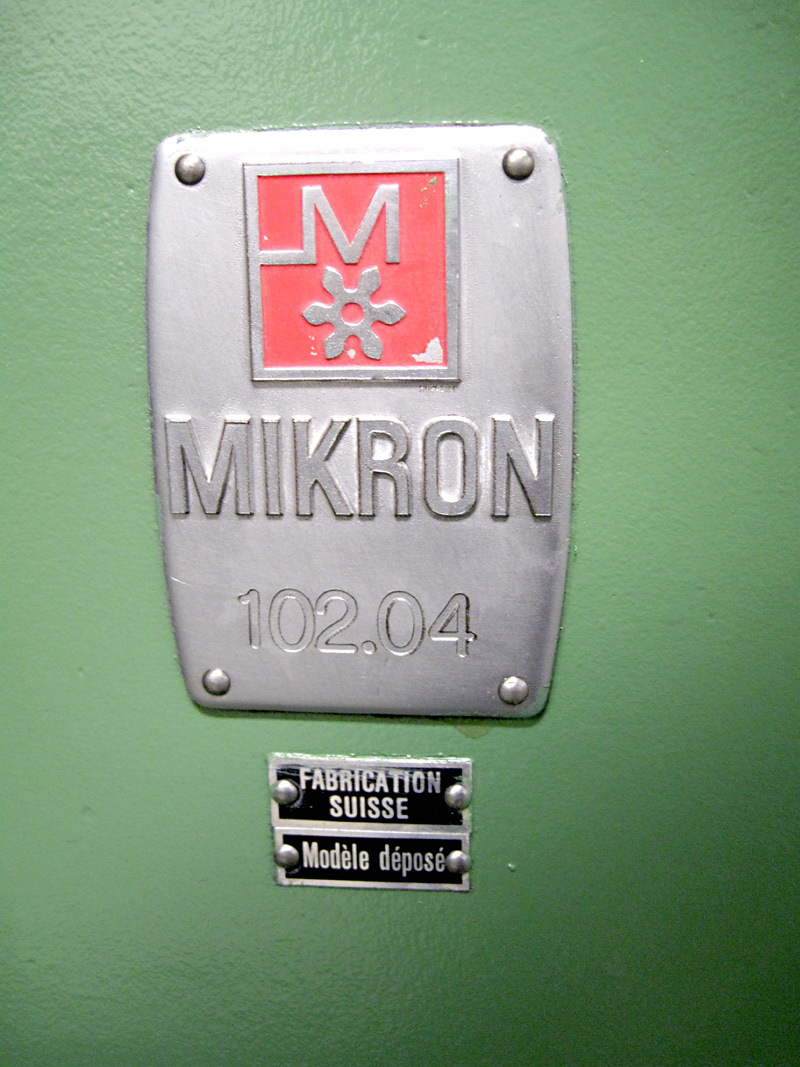 M
MIKRON
102.04
FABRICATION
SUISSE
Modèle déposé